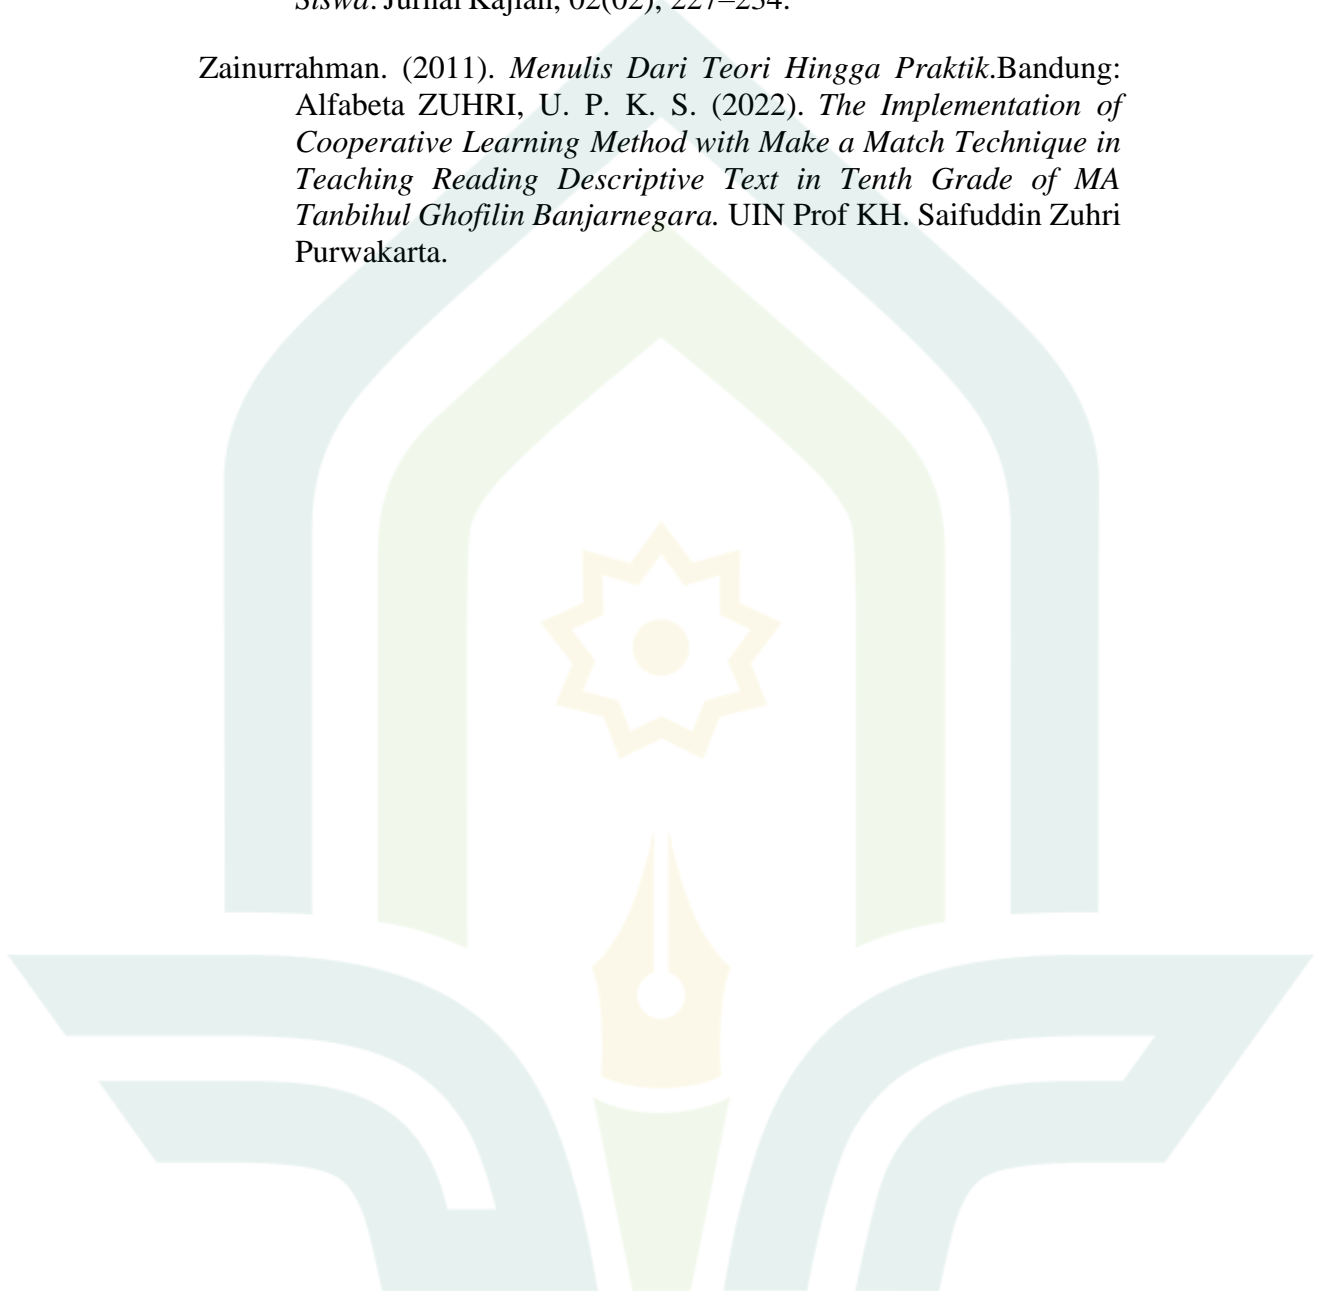 Siswa. Jurnal Kajian, 02(02), 227–234.
Zainurrahman. (2011). Menulis Dari Teori Hingga Praktik.Bandung:
Alfabeta ZUHRI, U. P. K. S. (2022). The Implementation of
Cooperative Learning Method with Make a Match Technique in
Teaching Reading Descriptive Text in Tenth Grade of MA
Tanbihul Ghofilin Banjarnegara. UIN Prof KH. Saifuddin Zuhri
Purwakarta.